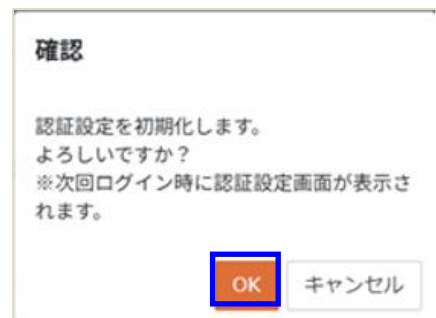 確認
認証設定を初期化します。
よろしいですか？
※次回ログイン時に認証設定画面が表示さ
れます。
OK キャンセル